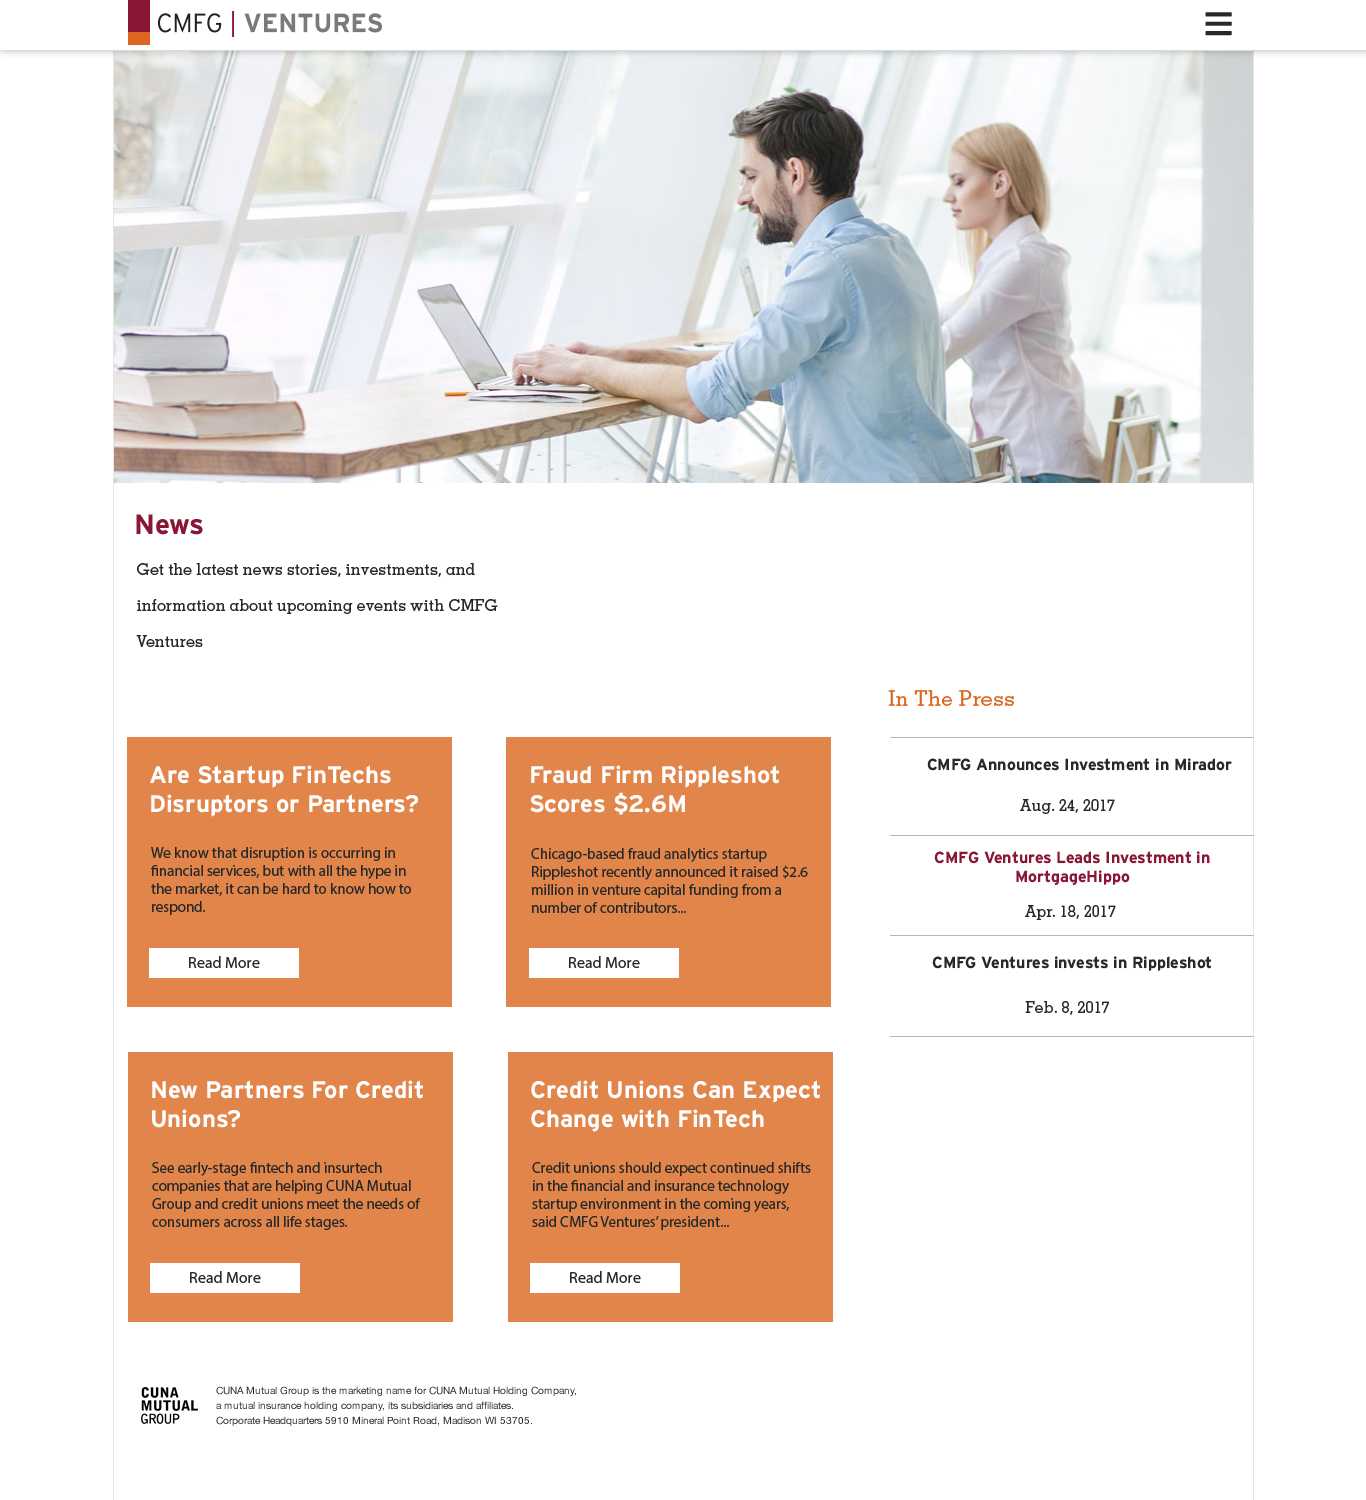 CMFG | VENTURES
News
Get the latest news stories, investments, and
information about upcoming events with CMFG
Ventures
In The Press
Are Startup FinTechs
Disruptors or Partners?
We know that disruption is occurring in
financial services, but with all the hype in
the market, it can be hard to know how to
respond.
Read More
Fraud Firm Rippleshot
Scores $2.6M
Chicago-based fraud analytics startup
Rippleshot recently announced it raised $2.6
million in venture capital funding from a
number of contributors...
Read More
CMFG Announces Investment in Mirador
Aug. 24, 2017
CMFG Ventures Leads Investment in
MortgageHippo
Apr. 18, 2017
CMFG Ventures invests in Rippleshot
Feb. 8, 2017
New Partners For Credit
Unions?
See early-stage fintech and insurtech
companies that are helping CUNA Mutual
Group and credit unions meet the needs of
consumers across all life stages.
Read More
Credit Unions Can Expect
Change with FinTech
Credit unions should expect continued shifts
in the financial and insurance technology
startup environment in the coming years,
said CMFG Ventures' president...
Read More
CUNA
MUTUAL
GROUP
CUNA Mutual Group is the marketing name for CUNA Mutual Holding Company,
a mutual insurance holding company, its subsidiaries and affiliates.
Corporate Headquarters 5910 Mineral Point Road, Madison WI 53705.